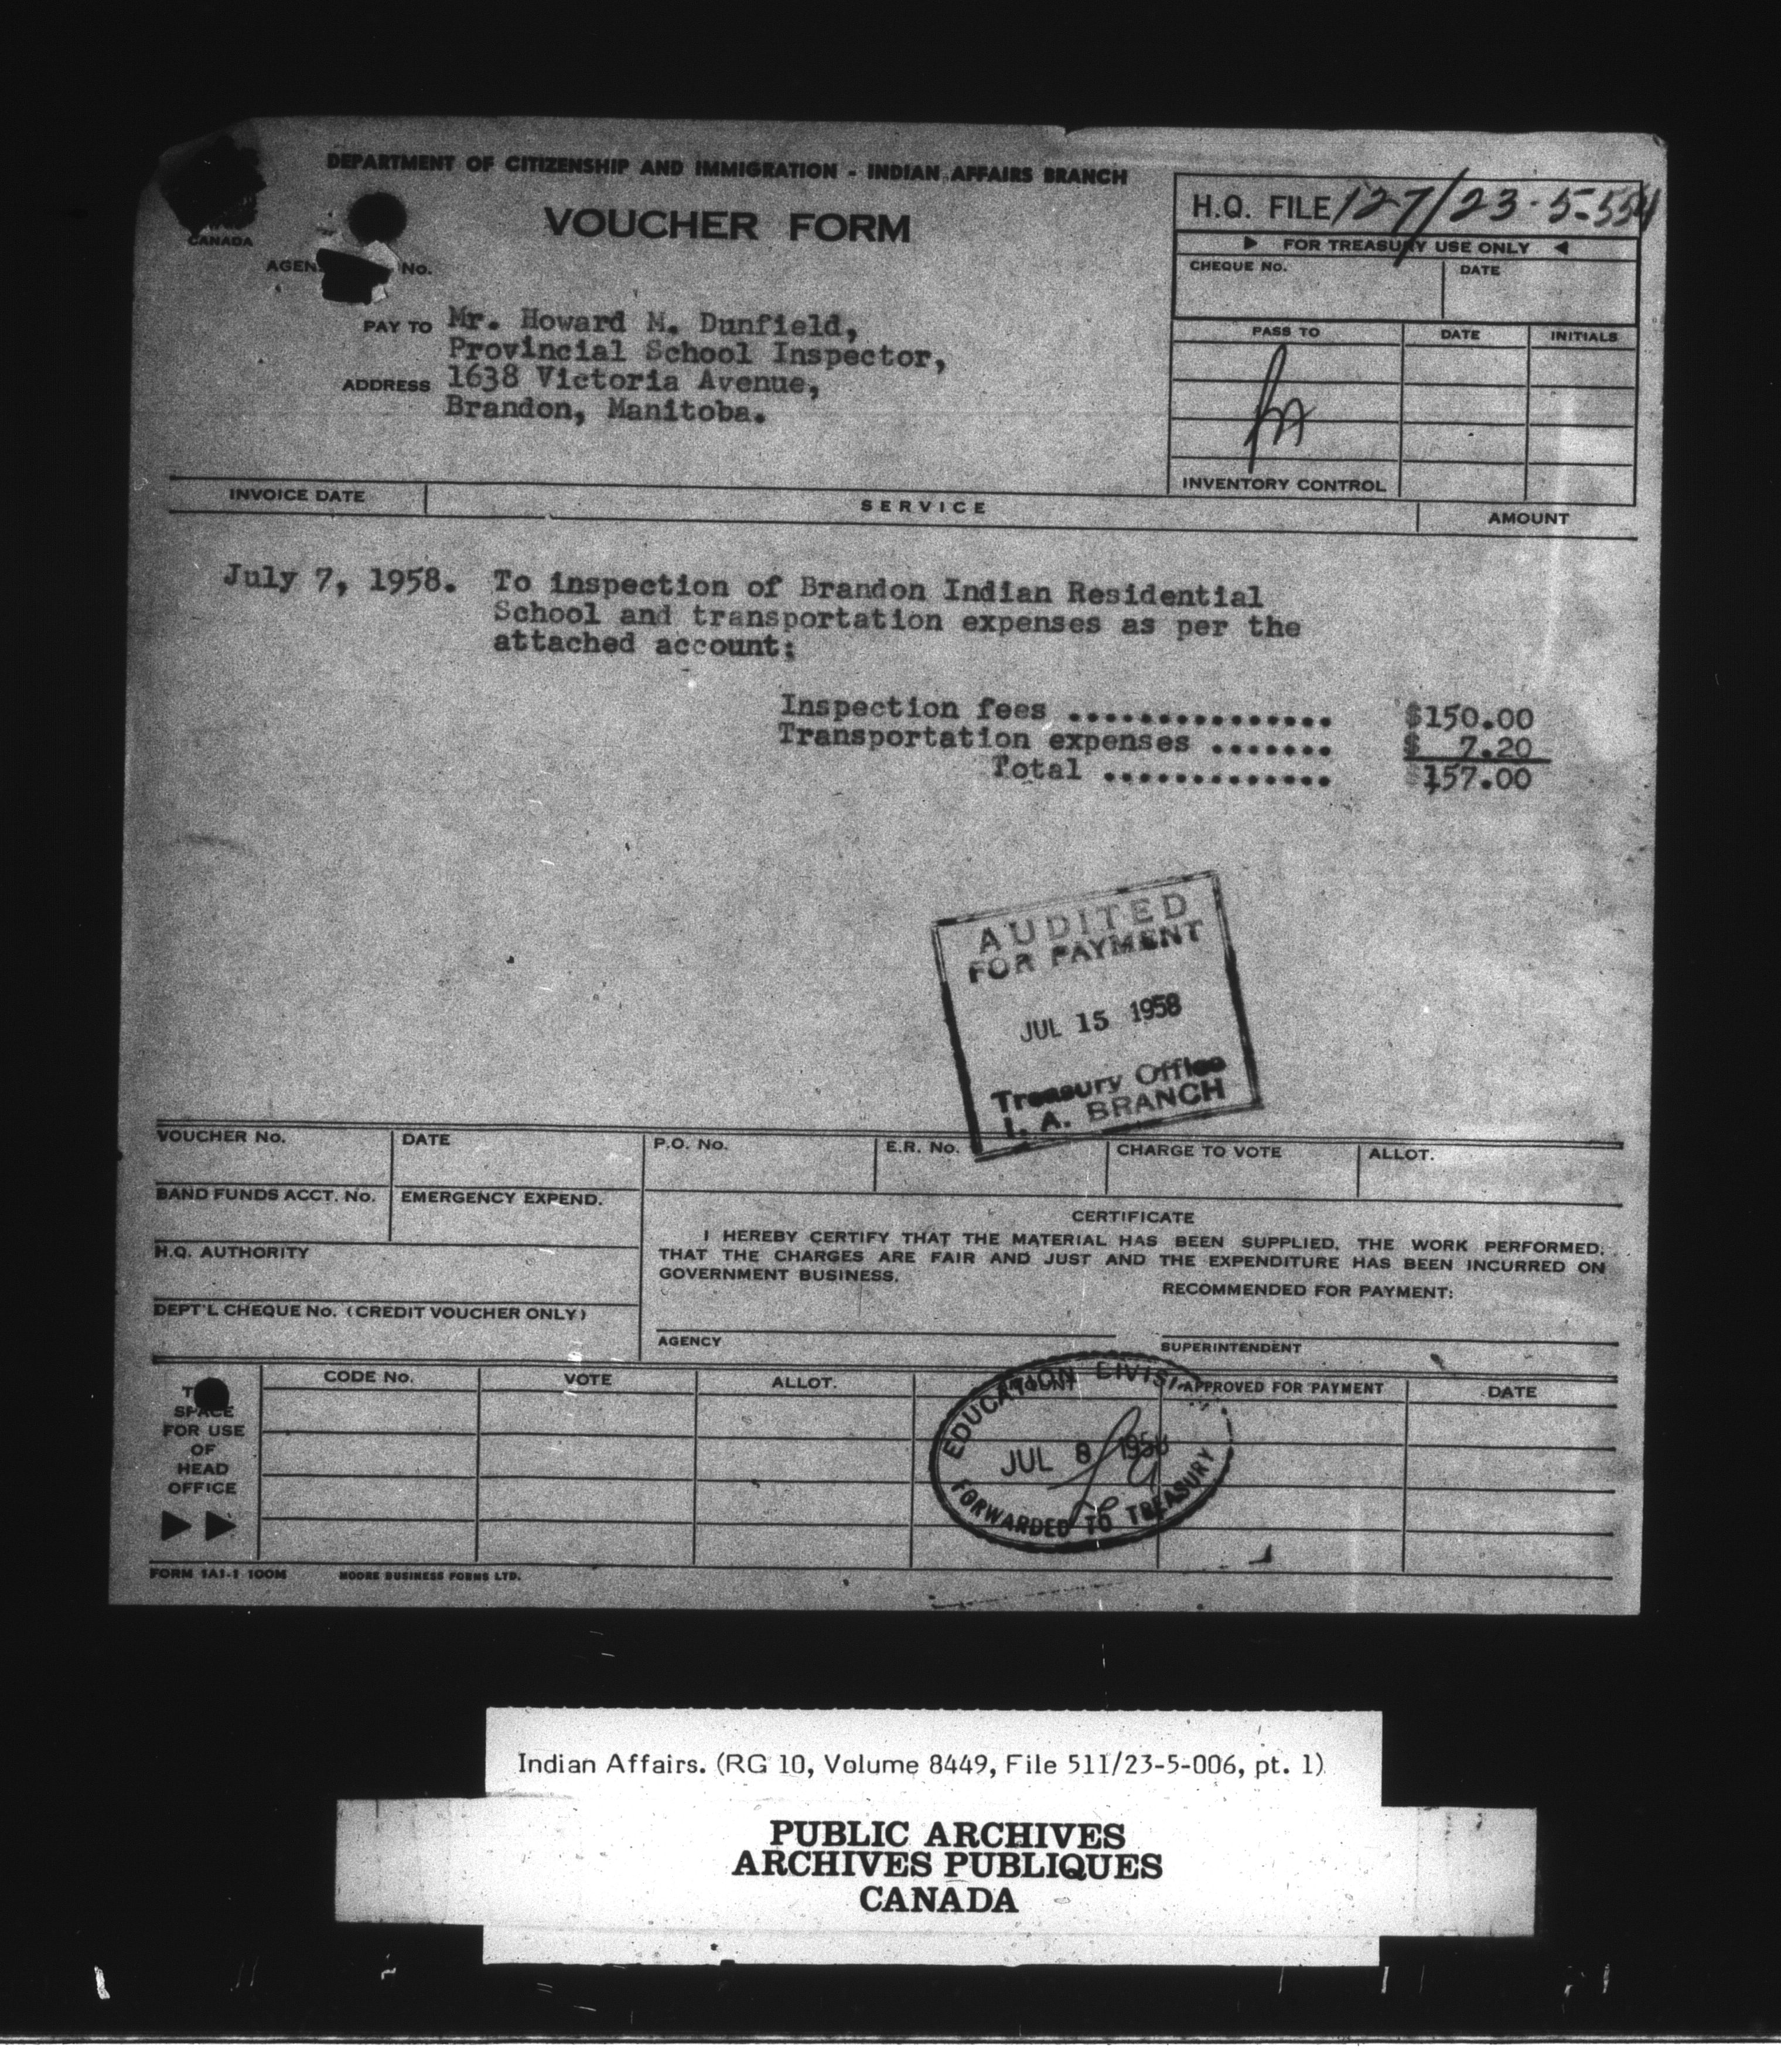 DEPARTMENT OF CITIZENSHIP AND IMMIGRATION - INDIAN AFFAIRS BRANCH
VOUCHER FORM
CANADA
No.
H.Q. FILE 127/23-5-554
FOR TREASURY USE ONLY
CHEQUE No. DATE
PASS TO DATE INITIALS
INVENTORY CONTROL
PAY TO Mr. Howard M. Dunfield,
Provincial School Inspector,
ADDRESS 1638 Victoria Avenue,
Brandon, Manitoba.
INVOICE DATE SERVICE AMOUNT
July 7, 1958. To inspection of Brandon Indian Residential
School and transportation expenses as per the
attached account:
Inspection fees ............... $150.00
Transportation expenses ....... $ 7.20
Total ............. $157.00
AUDITED
FOR PAYMENT
JUL 15 1958
Treasury Office
I. A. BRANCH
VOUCHER No. DATE P.O. No. E.R. No. CHARGE TO VOTE ALLOT.
BAND FUNDS ACCT. No. EMERGENCY EXPEND.
H.Q. AUTHORITY
DEPT'L CHEQUE No. (CREDIT VOUCHER ONLY)
CERTIFICATE
I HEREBY CERTIFY THAT THE MATERIAL HAS BEEN SUPPLIED, THE WORK PERFORMED,
THAT THE CHARGES ARE FAIR AND JUST AND THE EXPENDITURE HAS BEEN INCURRED ON
GOVERNMENT BUSINESS.
RECOMMENDED FOR PAYMENT:
AGENCY SUPERINTENDENT
CODE No. VOTE ALLOT. APPROVED FOR PAYMENT DATE
SPACE
FOR USE
OF
HEAD
OFFICE
EDUCATION DIVISION
JUL 8 1958
FORWARDED TO TREASURY
FORM 1A1-1 100M MOORE BUSINESS FORMS LTD.
Indian Affairs. (RG 10, Volume 8449, File 511/23-5-006, pt. 1)
PUBLIC ARCHIVES
ARCHIVES PUBLIQUES
CANADA